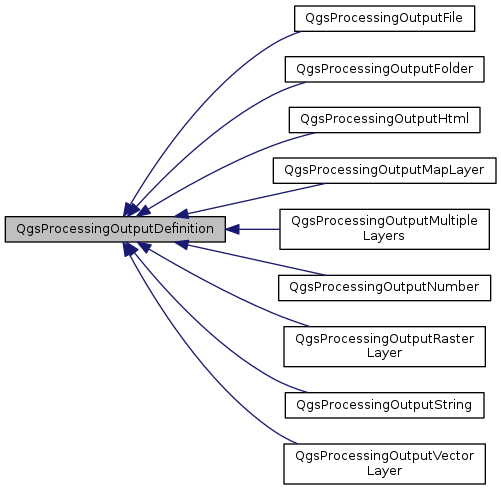 QgsProcessingOutputFile
QgsProcessingOutputFolder
QgsProcessingOutputHtml
QgsProcessingOutputMapLayer
QgsProcessingOutputDefinition
QgsProcessingOutputMultiple
Layers
QgsProcessingOutputNumber
QgsProcessingOutputRaster
Layer
QgsProcessingOutputString
QgsProcessingOutputVector
Layer